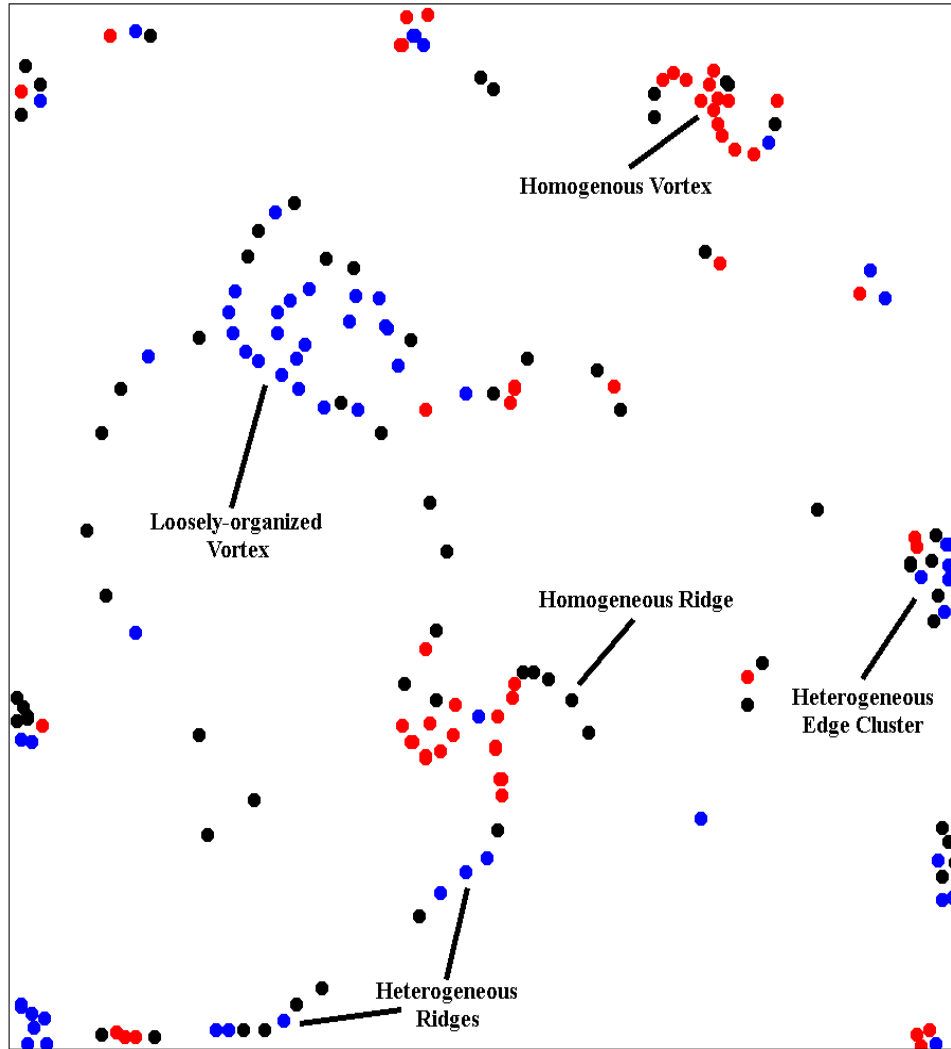 Homogenous Vortex
Loosely-organized
Vortex
Homogeneous Ridge
Heterogeneous
Edge Cluster
Heterogeneous
Ridges